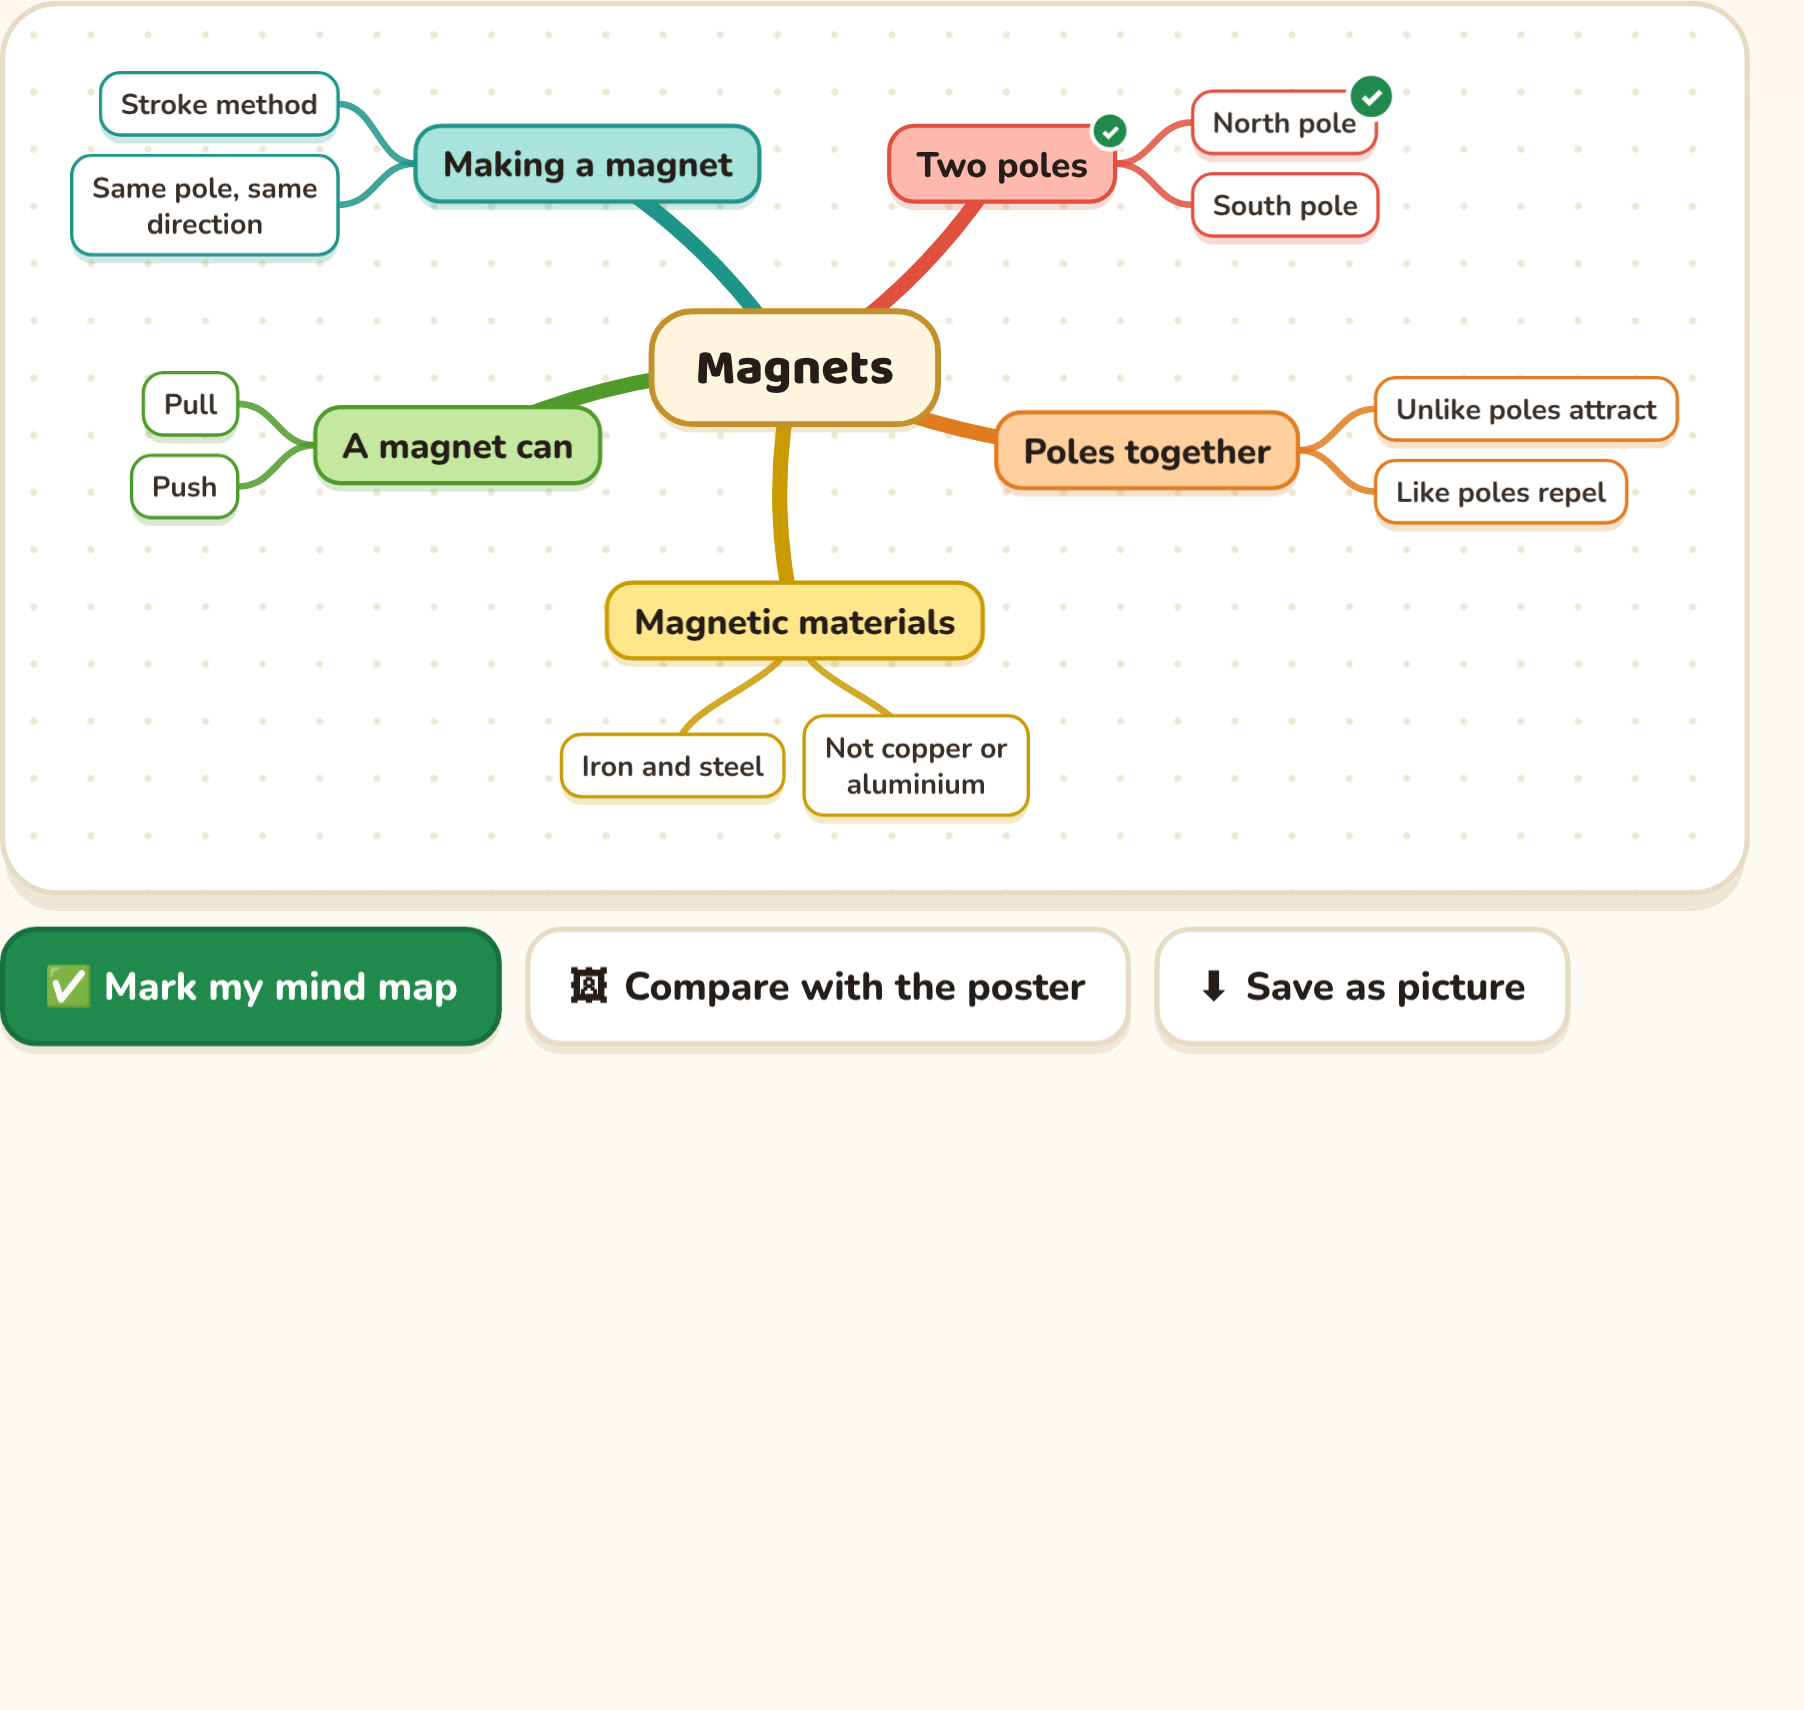 Stroke method
Same pole, same
direction
Making a magnet
Two poles
North pole
South pole
Magnets
Pull
Push
A magnet can
Poles together
Unlike poles attract
Like poles repel
Magnetic materials
Iron and steel
Not copper or
aluminium
✅ Mark my mind map
🖼 Compare with the poster
⬇ Save as picture